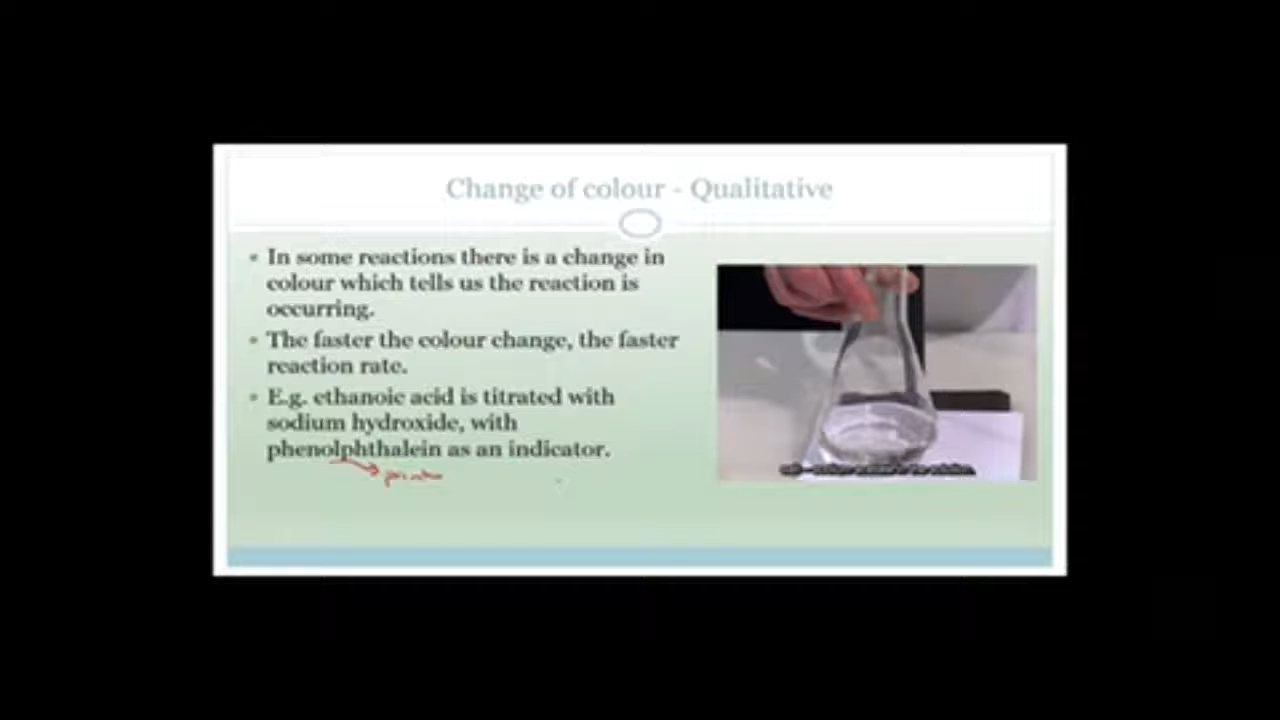 Change of colour - Qualitative
In some reactions there is a change in
colour which tells us the reaction is
occurring.
The faster the colour change, the faster
reaction rate.
E.g. ethanoic acid is titrated with
sodium hydroxide, with
phenolphthalein as an indicator.